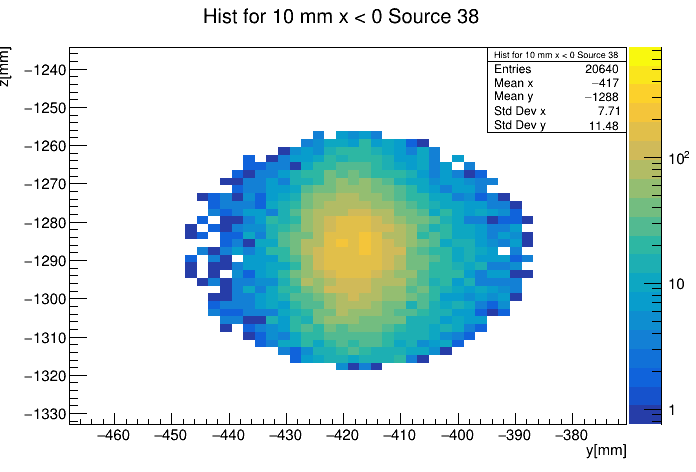 Hist for 10 mm x < 0 Source 38
z[mm]
Hist for 10 mm x < 0 Source 38
Entries 20640
Mean x −417
Mean y −1288
Std Dev x 7.71
Std Dev y 11.48
−1240
−1250
−1260
−1270
−1280
−1290
−1300
−1310
−1320
−1330
10²
10
1
−460 −450 −440 −430 −420 −410 −400 −390 −380
y[mm]